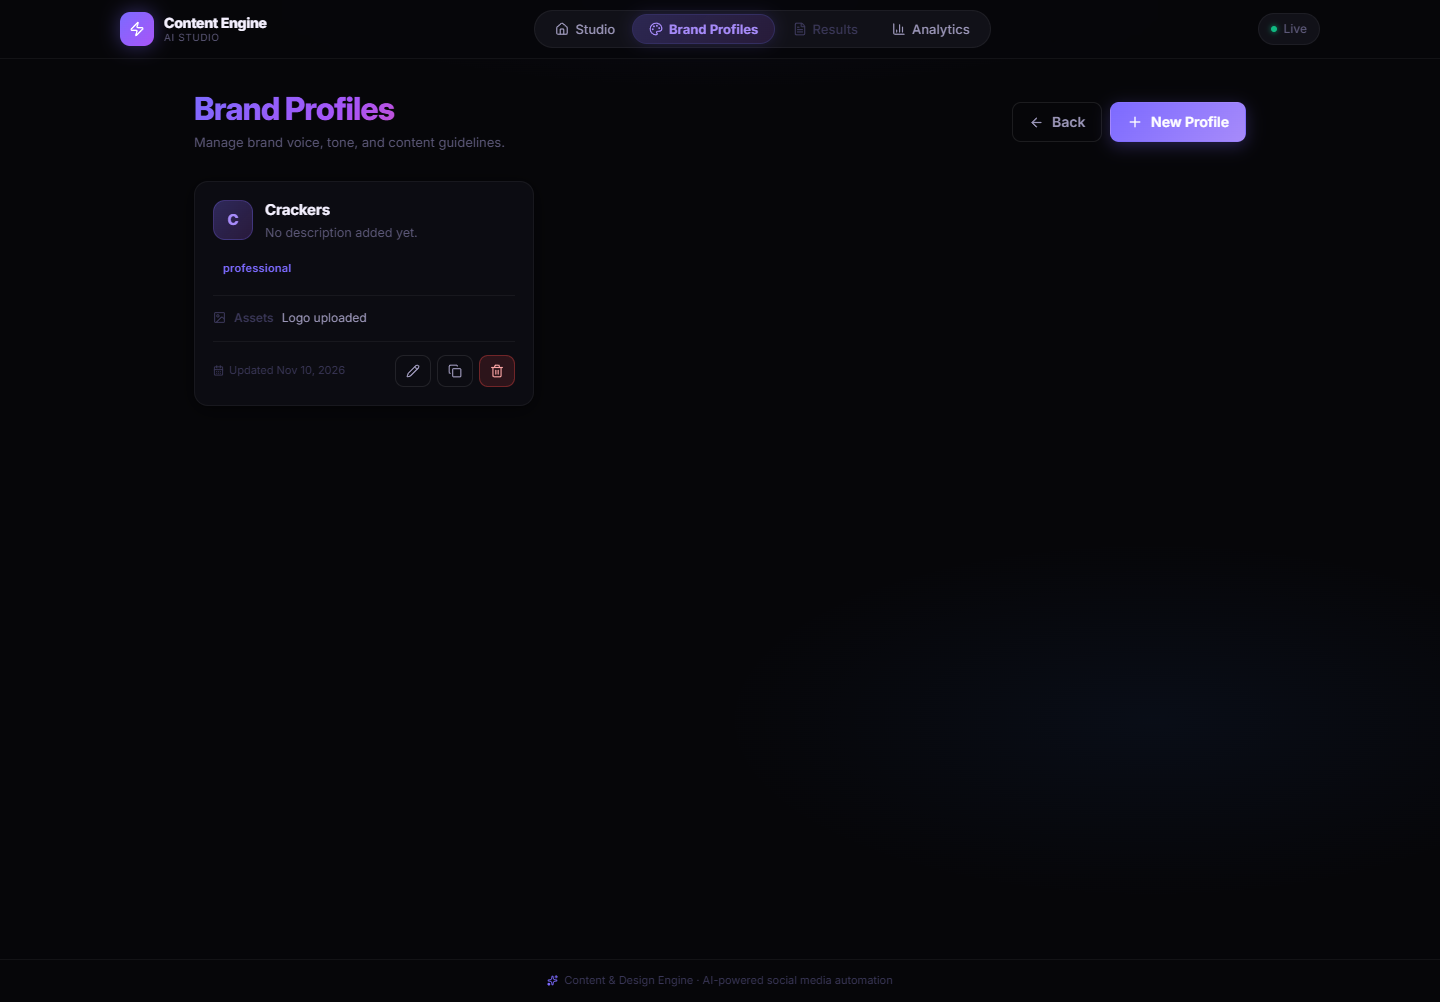 Content Engine
AI STUDIO
Studio
Brand Profiles
Results
Analytics
Live
Brand Profiles
Manage brand voice, tone, and content guidelines.
Back
New Profile
C
Crackers
No description added yet.
professional
Assets Logo uploaded
Updated Nov 10, 2026
Content & Design Engine · AI-powered social media automation